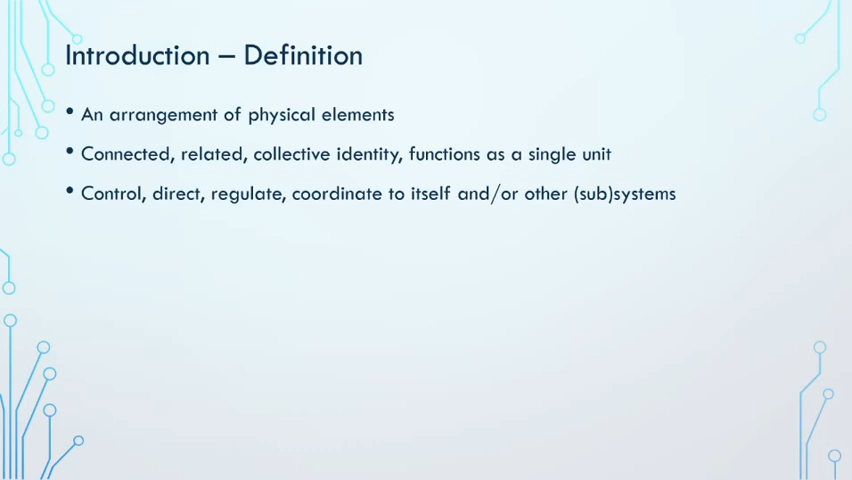 Introduction – Definition
• An arrangement of physical elements
• Connected, related, collective identity, functions as a single unit
• Control, direct, regulate, coordinate to itself and/or other (sub)systems